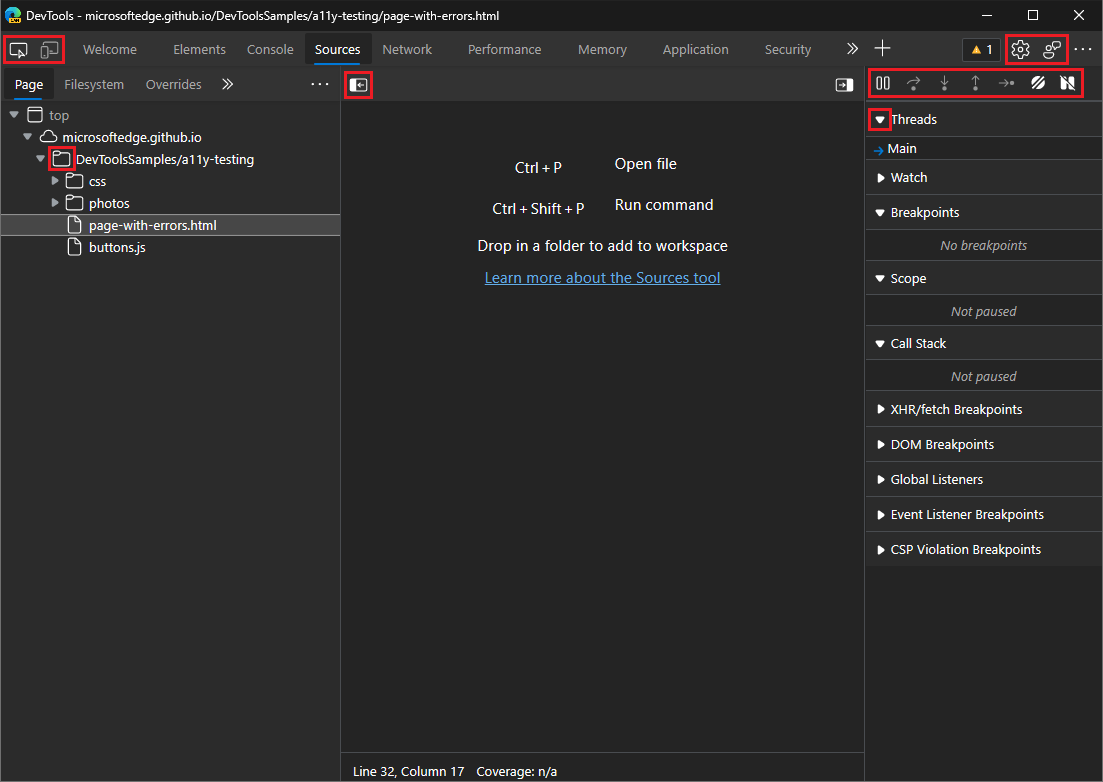 DevTools - microsoftedge.github.io/DevToolsSamples/a11y-testing/page-with-errors.html
Welcome Elements Console Sources Network Performance Memory Application Security 1
Page Filesystem Overrides
top
microsoftedge.github.io
DevToolsSamples/a11y-testing
css
photos
page-with-errors.html
buttons.js
Ctrl + P Open file
Ctrl + Shift + P Run command
Drop in a folder to add to workspace
Learn more about the Sources tool
Line 32, Column 17 Coverage: n/a
Threads
Main
Watch
Breakpoints
No breakpoints
Scope
Not paused
Call Stack
Not paused
XHR/fetch Breakpoints
DOM Breakpoints
Global Listeners
Event Listener Breakpoints
CSP Violation Breakpoints